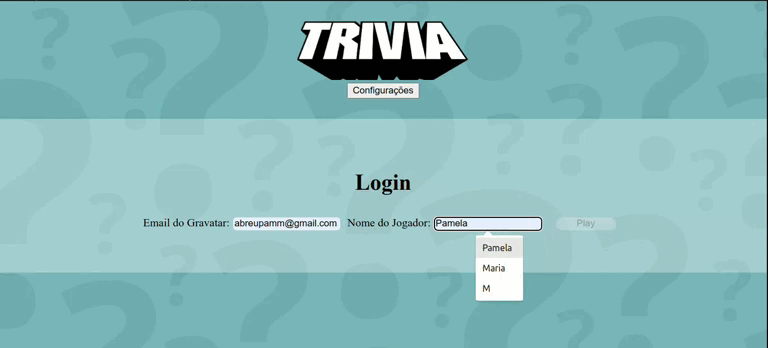 TRIVIA
Configurações
Login
Email do Gravatar: abreupamm@gmail.com Nome do Jogador: Pamela Play
Pamela
Maria
M